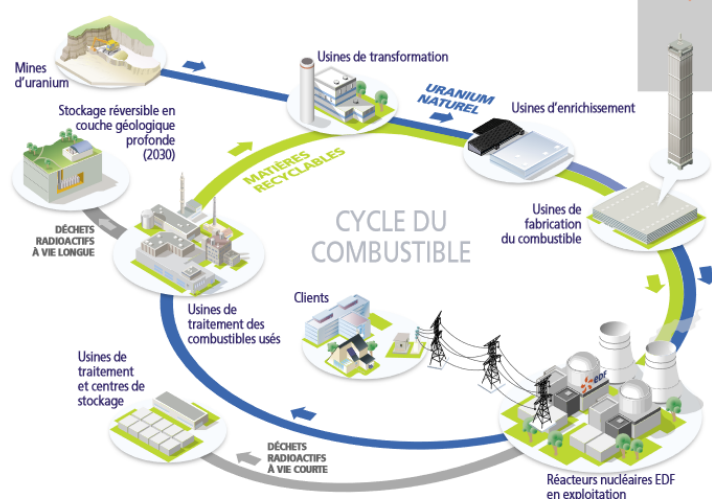 Mines
d'uranium
Usines de transformation
URANIUM
NATUREL
Usines d'enrichissement
Stockage réversible en
couche géologique
profonde
(2030)
MATIÈRES
RECYCLABLES
Usines de
fabrication
du combustible
CYCLE DU
COMBUSTIBLE
DÉCHETS
RADIOACTIFS
À VIE LONGUE
Clients
Usines de
traitement des
combustibles usés
Usines de
traitement
et centres de
stockage
eDF
DÉCHETS
RADIOACTIFS
À VIE COURTE
Réacteurs nucléaires EDF
en exploitation